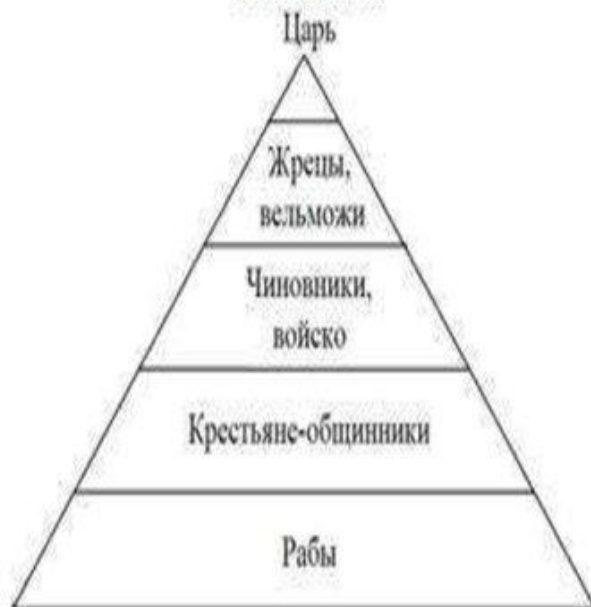 Царь
Жрецы,
вельможи
Чиновники,
войско
Крестьяне-общинники
Рабы